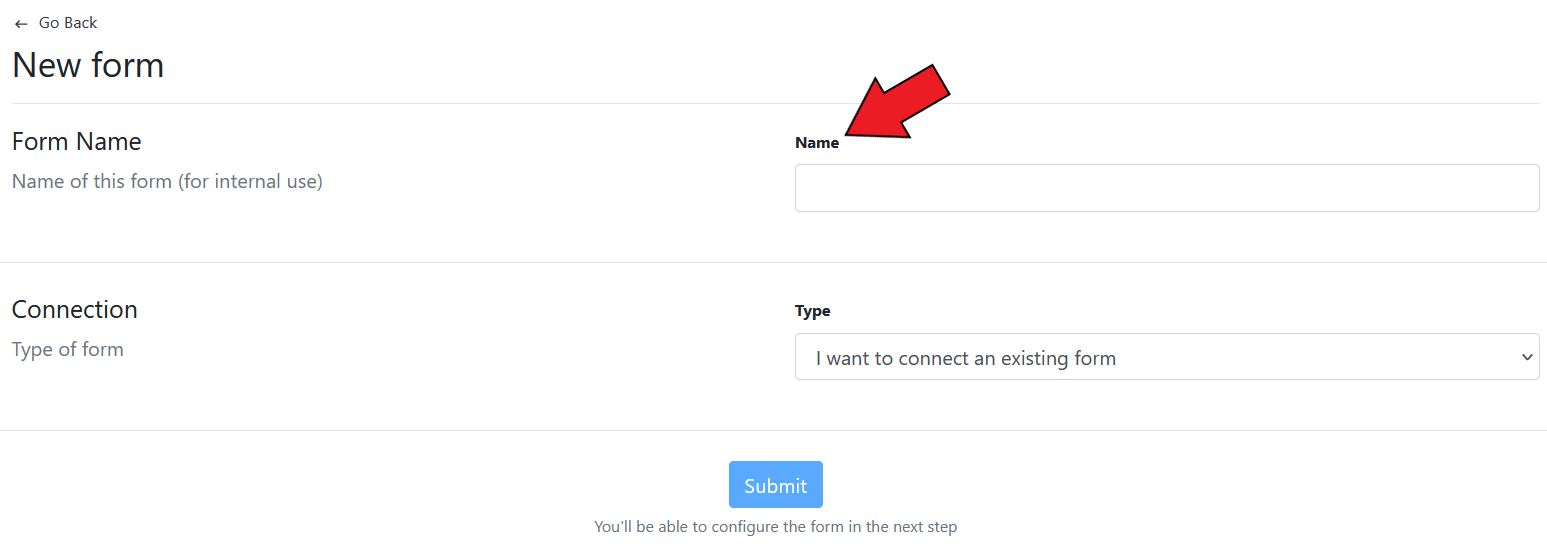 ← Go Back
New form
Form Name
Name of this form (for internal use)
Name
Connection
Type of form
Type
I want to connect an existing form
Submit
You'll be able to configure the form in the next step